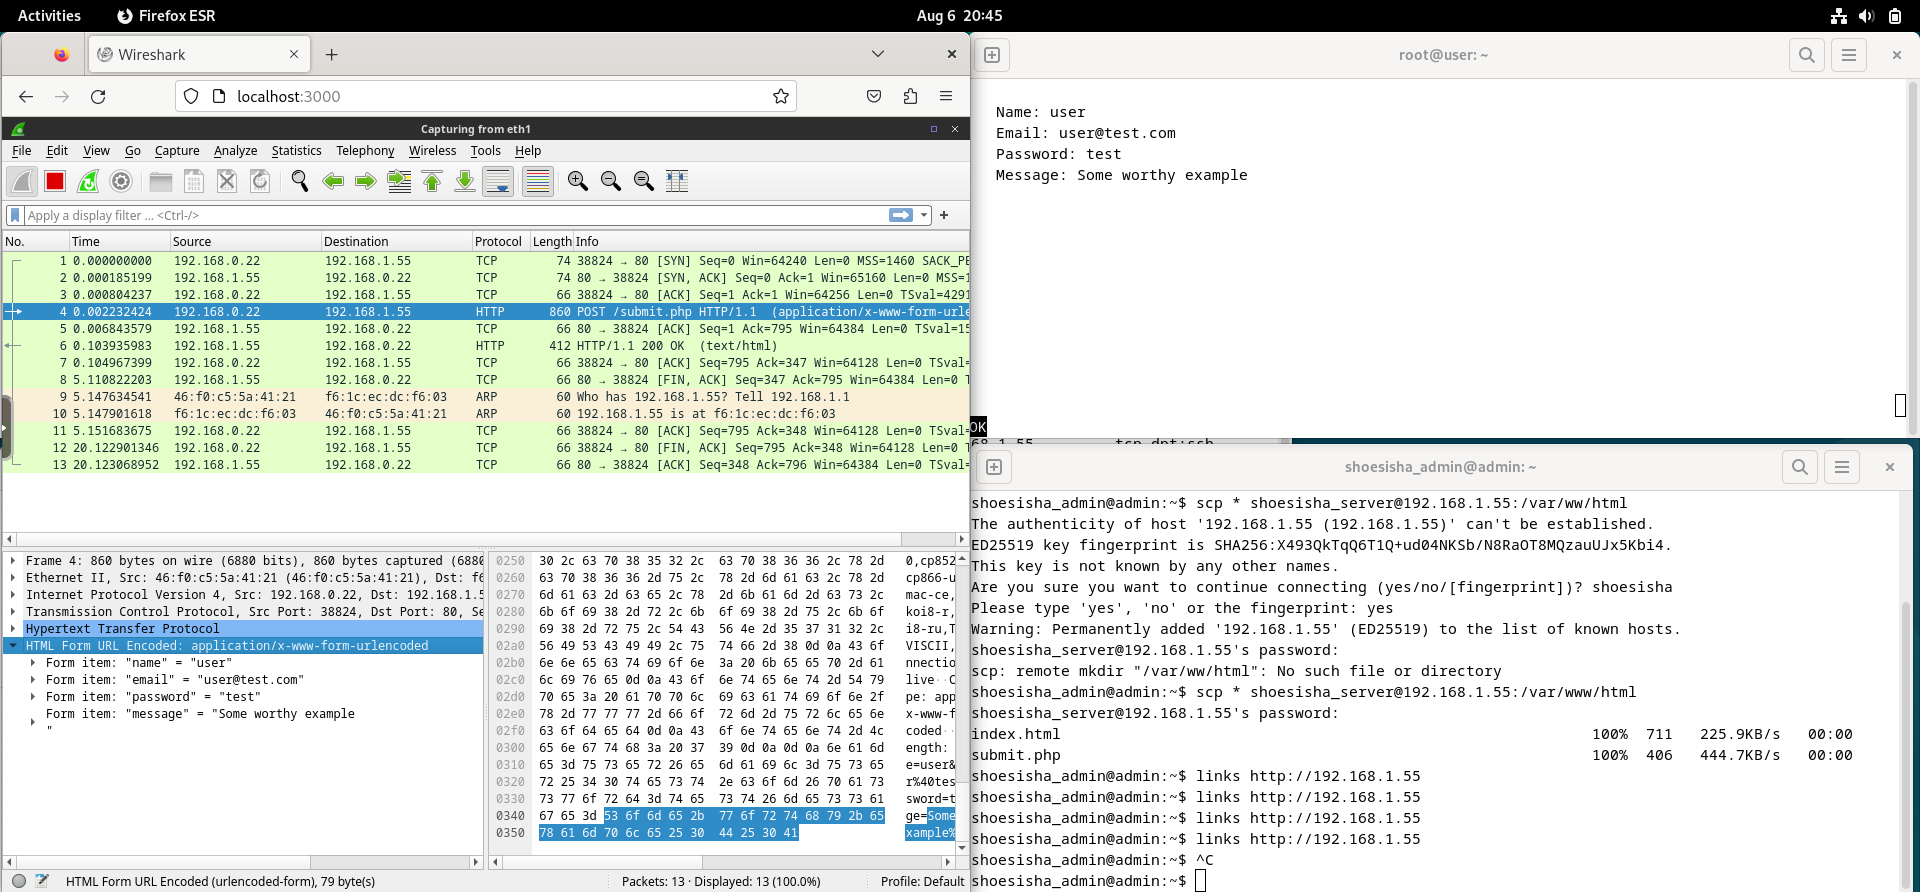 Activities
Firefox ESR
Aug 6 20:45
Wireshark
localhost:3000
Capturing from eth1
File Edit View Go Capture Analyze Statistics Telephony Wireless Tools Help
Apply a display filter ... <Ctrl-/>
No. Time Source Destination Protocol Length Info
1 0.000000000 192.168.0.22 192.168.1.55 TCP 74 38824 → 80 [SYN] Seq=0 Win=64240 Len=0 MSS=1460 SACK_PE
2 0.000185199 192.168.0.22 192.168.1.55 TCP 74 80 → 38824 [SYN, ACK] Seq=0 Ack=1 Win=65160 Len=0 MSS=1
3 0.000804237 192.168.0.22 192.168.1.55 TCP 66 38824 → 80 [ACK] Seq=1 Ack=1 Win=64256 Len=0 TSval=4291
4 0.002232424 192.168.0.22 192.168.1.55 HTTP 860 POST /submit.php HTTP/1.1 (application/x-www-form-urle
5 0.006843579 192.168.1.55 192.168.0.22 TCP 66 80 → 38824 [ACK] Seq=1 Ack=795 Win=64384 Len=0 TSval=15
6 0.103935983 192.168.1.55 192.168.0.22 HTTP 412 HTTP/1.1 200 OK (text/html)
7 0.104967399 192.168.0.22 192.168.1.55 TCP 66 38824 → 80 [ACK] Seq=795 Ack=347 Win=64128 Len=0 TSval=
8 5.110822203 192.168.1.55 192.168.0.22 TCP 66 80 → 38824 [FIN, ACK] Seq=347 Ack=795 Win=64384 Len=0 T
9 5.147634541 46:f0:c5:5a:41:21 f6:1c:ec:dc:f6:03 ARP 60 Who has 192.168.1.55? Tell 192.168.1.1
10 5.147901618 f6:1c:ec:dc:f6:03 46:f0:c5:5a:41:21 ARP 60 192.168.1.55 is at f6:1c:ec:dc:f6:03
11 5.151683675 192.168.0.22 192.168.1.55 TCP 66 38824 → 80 [ACK] Seq=795 Ack=348 Win=64128 Len=0 TSval=
12 20.122901346 192.168.0.22 192.168.1.55 TCP 66 38824 → 80 [FIN, ACK] Seq=795 Ack=348 Win=64128 Len=0 T
13 20.123068952 192.168.1.55 192.168.0.22 TCP 66 80 → 38824 [ACK] Seq=348 Ack=796 Win=64384 Len=0 TSval=
Frame 4: 860 bytes on wire (6880 bits), 860 bytes captured (6880
Ethernet II, Src: 46:f0:c5:5a:41:21 (46:f0:c5:5a:41:21), Dst: f6
Internet Protocol Version 4, Src: 192.168.0.22, Dst: 192.168.1.5
Transmission Control Protocol, Src Port: 38824, Dst Port: 80, Se
Hypertext Transfer Protocol
HTML Form URL Encoded: application/x-www-form-urlencoded
Form item: "name" = "user"
Form item: "email" = "user@test.com"
Form item: "password" = "test"
Form item: "message" = "Some worthy example
"
0250 30 2c 63 70 38 35 32 2c 63 70 38 36 36 2c 78 2d 0,cp852
0260 63 70 38 36 36 2d 75 2c 78 2d 6d 61 63 2c 78 2d cp866-u
0270 6d 61 63 2d 63 65 2c 78 2d 6b 61 6d 2d 63 73 2c mac-ce,
0280 6b 6f 69 38 2d 72 2c 6b 6f 69 38 2d 75 2c 6b 6f koi8-r,
0290 69 38 2d 72 75 2c 54 43 56 4e 2d 35 37 31 32 2c i8-ru,T
02a0 56 49 53 43 49 49 2c 75 74 66 2d 38 0d 0a 43 6f VISCII,
02b0 6e 6e 65 63 74 69 6f 6e 3a 20 6b 65 65 70 2d 61 nnectio
02c0 6c 69 76 65 0d 0a 43 6f 6e 74 65 6e 74 2d 54 79 live··C
02d0 70 65 3a 20 61 70 70 6c 69 63 61 74 69 6f 6e 2f pe: app
02e0 78 2d 77 77 77 2d 66 6f 72 6d 2d 75 72 6c 65 6e x-www-f
02f0 63 6f 64 65 64 0d 0a 43 6f 6e 74 65 6e 74 2d 4c coded··
0300 65 6e 67 74 68 3a 20 37 39 0d 0a 0d 0a 6e 61 6d ength:
0310 65 3d 75 73 65 72 26 65 6d 61 69 6c 3d 75 73 65 e=user&
0320 72 25 34 30 74 65 73 74 2e 63 6f 6d 26 70 61 73 r%40tes
0330 73 77 6f 72 64 3d 74 65 73 74 26 6d 65 73 73 61 sword=t
0340 67 65 3d 53 6f 6d 65 2b 77 6f 72 74 68 79 2b 65 ge=Some
0350 78 61 6d 70 6c 65 25 30 44 25 30 41 xample%
HTML Form URL Encoded (urlencoded-form), 79 byte(s)
Packets: 13 · Displayed: 13 (100.0%)
Profile: Default
root@user: ~
Name: user
Email: user@test.com
Password: test
Message: Some worthy example
OK
68.1.55 tcp dpt:ssh
shoesisha_admin@admin: ~
shoesisha_admin@admin:~$ scp * shoesisha_server@192.168.1.55:/var/ww/html
The authenticity of host '192.168.1.55 (192.168.1.55)' can't be established.
ED25519 key fingerprint is SHA256:X493QkTqQ6T1Q+ud04NKSb/N8RaOT8MQzauUJx5Kbi4.
This key is not known by any other names.
Are you sure you want to continue connecting (yes/no/[fingerprint])? shoesisha
Please type 'yes', 'no' or the fingerprint: yes
Warning: Permanently added '192.168.1.55' (ED25519) to the list of known hosts.
shoesisha_server@192.168.1.55's password:
scp: remote mkdir "/var/ww/html": No such file or directory
shoesisha_admin@admin:~$ scp * shoesisha_server@192.168.1.55:/var/www/html
shoesisha_server@192.168.1.55's password:
index.html 100% 711 225.9KB/s 00:00
submit.php 100% 406 444.7KB/s 00:00
shoesisha_admin@admin:~$ links http://192.168.1.55
shoesisha_admin@admin:~$ links http://192.168.1.55
shoesisha_admin@admin:~$ links http://192.168.1.55
shoesisha_admin@admin:~$ links http://192.168.1.55
shoesisha_admin@admin:~$ ^C
shoesisha_admin@admin:~$